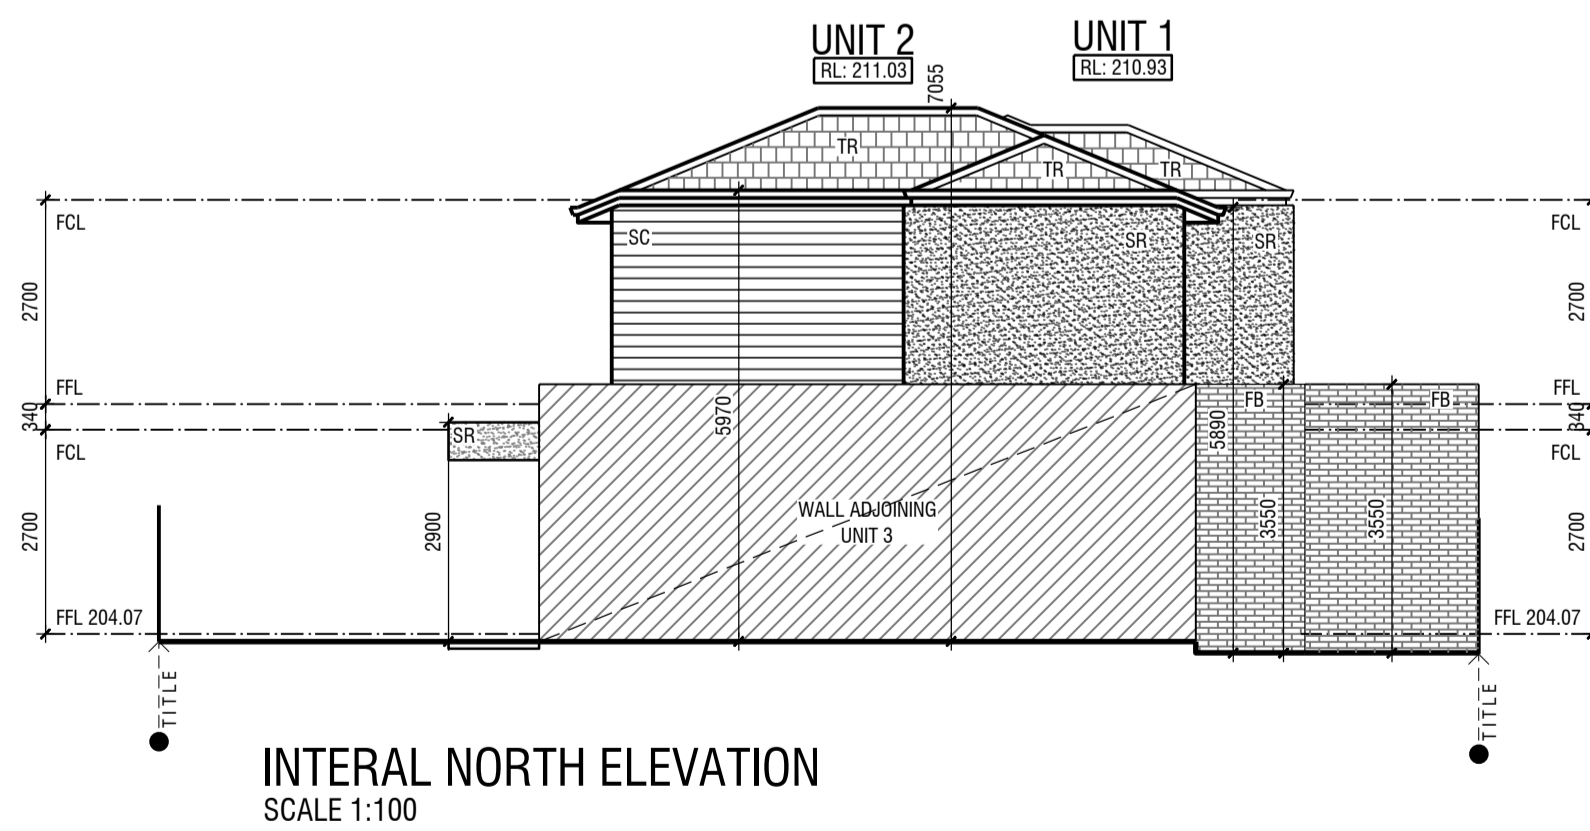 UNIT 2
RL: 211.03
7055
UNIT 1
RL: 210.93
TR
TR
TR
FCL
FCL
SC
SR
SR
2700
2700
FFL
FFL
340
340
FB
FB
5970
5890
SR
FCL
FCL
WALL ADJOINING
UNIT 3
2700
2900
3550
3550
2700
FFL 204.07
FFL 204.07
TITLE
TITLE
INTERAL NORTH ELEVATION
SCALE 1:100